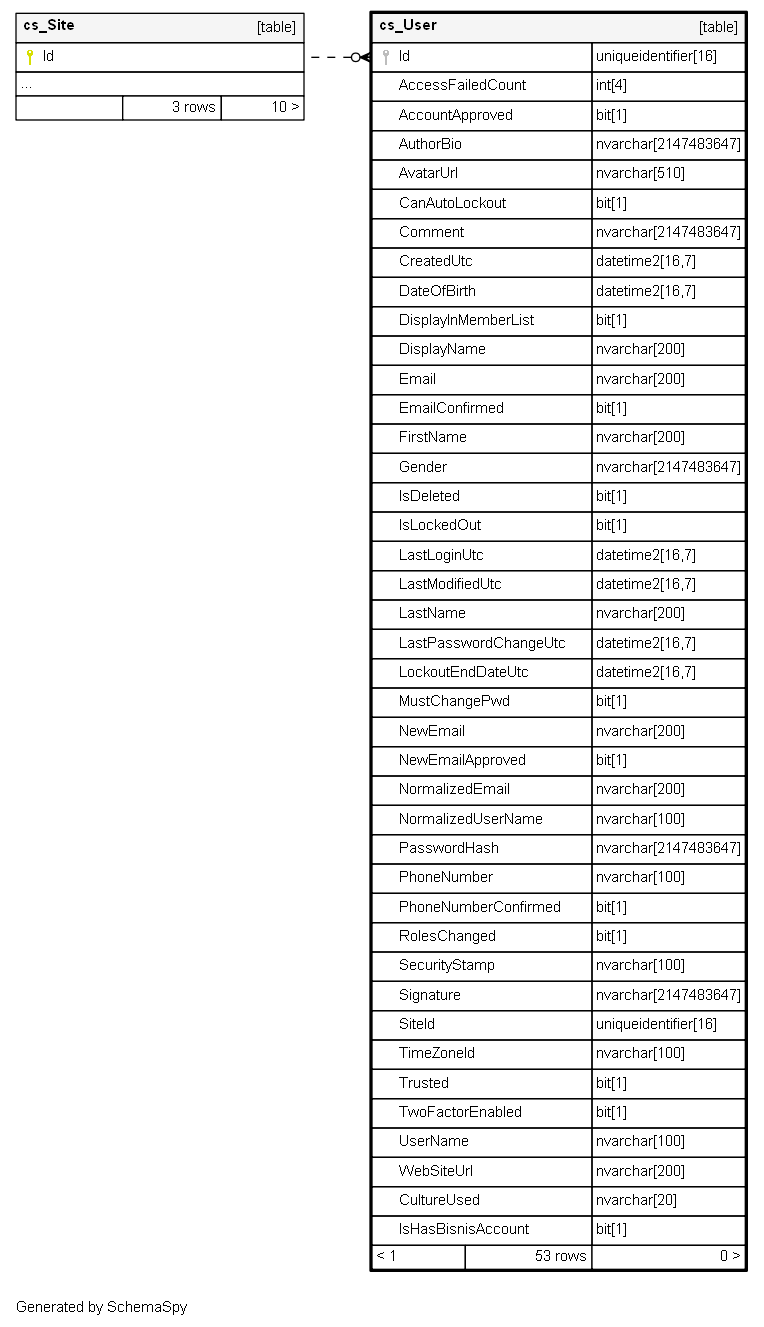 cs_Site [table]
Id
...
3 rows 10 >
cs_User [table]
Id uniqueidentifier[16]
AccessFailedCount int[4]
AccountApproved bit[1]
AuthorBio nvarchar[2147483647]
AvatarUrl nvarchar[510]
CanAutoLockout bit[1]
Comment nvarchar[2147483647]
CreatedUtc datetime2[16,7]
DateOfBirth datetime2[16,7]
DisplayInMemberList bit[1]
DisplayName nvarchar[200]
Email nvarchar[200]
EmailConfirmed bit[1]
FirstName nvarchar[200]
Gender nvarchar[2147483647]
IsDeleted bit[1]
IsLockedOut bit[1]
LastLoginUtc datetime2[16,7]
LastModifiedUtc datetime2[16,7]
LastName nvarchar[200]
LastPasswordChangeUtc datetime2[16,7]
LockoutEndDateUtc datetime2[16,7]
MustChangePwd bit[1]
NewEmail nvarchar[200]
NewEmailApproved bit[1]
NormalizedEmail nvarchar[200]
NormalizedUserName nvarchar[100]
PasswordHash nvarchar[2147483647]
PhoneNumber nvarchar[100]
PhoneNumberConfirmed bit[1]
RolesChanged bit[1]
SecurityStamp nvarchar[100]
Signature nvarchar[2147483647]
SiteId uniqueidentifier[16]
TimeZoneId nvarchar[100]
Trusted bit[1]
TwoFactorEnabled bit[1]
UserName nvarchar[100]
WebSiteUrl nvarchar[200]
CultureUsed nvarchar[20]
IsHasBisnisAccount bit[1]
< 1 53 rows 0 >
Generated by SchemaSpy